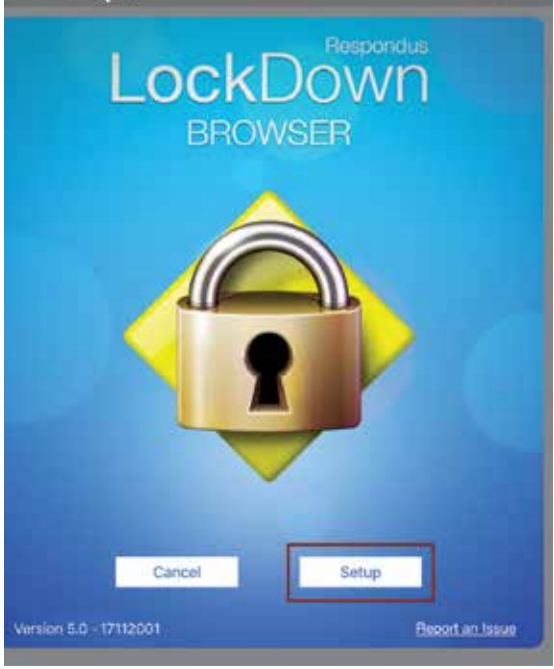 Respondus
LockDown
BROWSER
Cancel
Setup
Version 5.0 - 17112001
Report an Issue